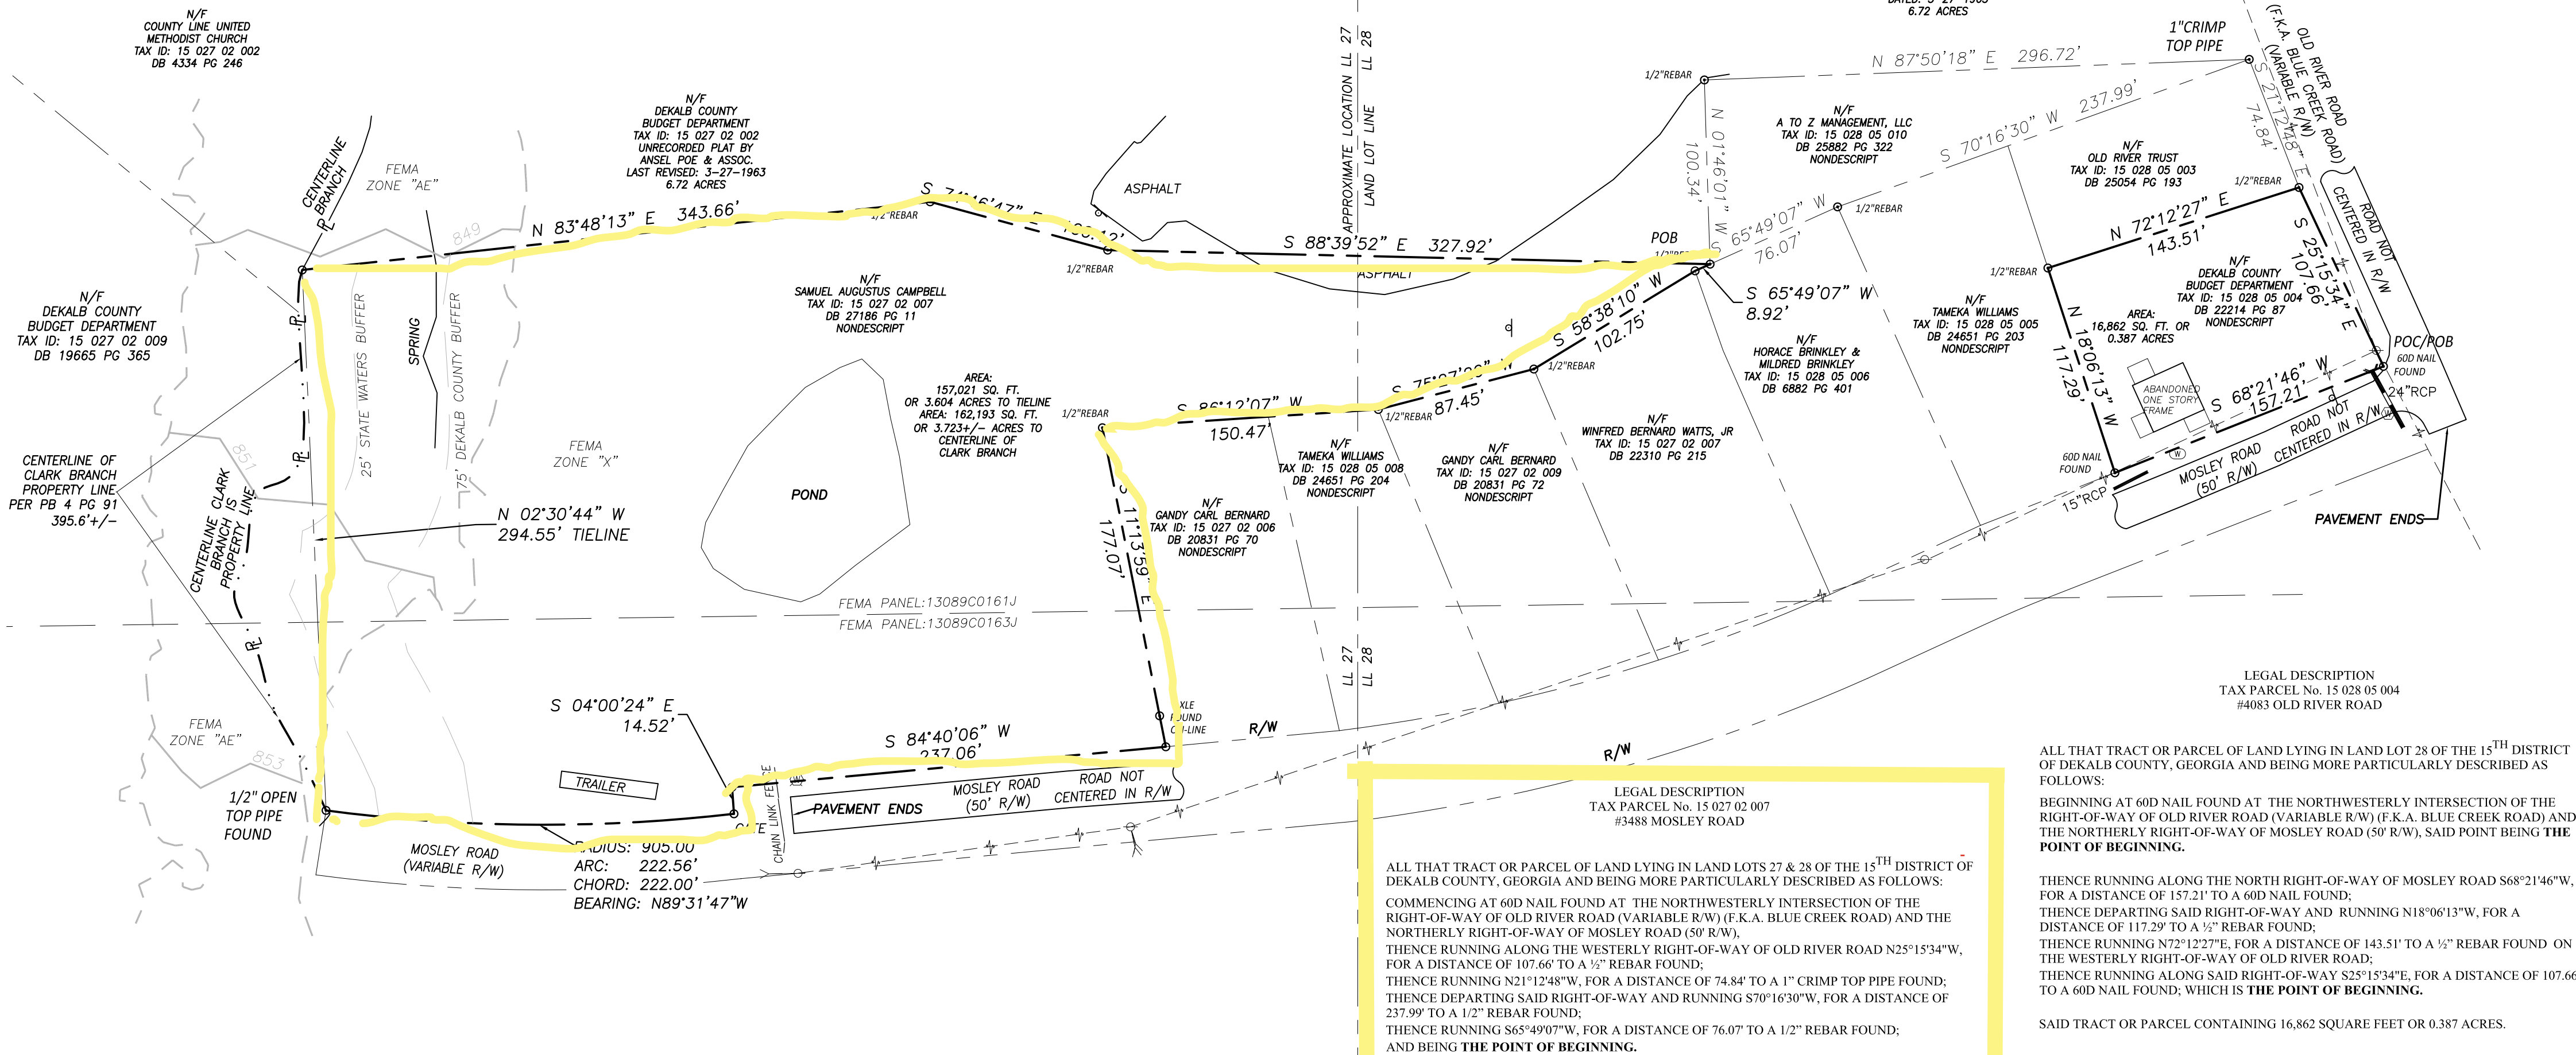 N/F
COUNTY LINE UNITED
METHODIST CHURCH
TAX ID: 15 027 02 002
DB 4334 PG 246
N/F
DEKALB COUNTY
BUDGET DEPARTMENT
TAX ID: 15 027 02 002
UNRECORDED PLAT BY
ANSEL POE & ASSOC.
LAST REVISED: 3-27-1963
6.72 ACRES
6.72 ACRES
CENTERLINE
BRANCH
FEMA
ZONE "AE"
849
ASPHALT
ASPHALT
APPROXIMATE LOCATION LL 27
LAND LOT LINE LL 28
1/2"REBAR
N 87°50'18" E 296.72'
1"CRIMP
TOP PIPE
OLD RIVER ROAD
(F.K.A. BLUE CREEK ROAD)
(VARIABLE R/W)
S 21°12'48" E
74.84'
N 01°46'01" W
100.34'
N/F
A TO Z MANAGEMENT, LLC
TAX ID: 15 028 05 010
DB 25882 PG 322
NONDESCRIPT
S 70°16'30" W 237.99'
N/F
OLD RIVER TRUST
TAX ID: 15 028 05 003
DB 25054 PG 193
1/2"REBAR
ROAD NOT
CENTERED IN R/W
N 83°48'13" E 343.66'
1/2"REBAR
1/2"REBAR
S 88°39'52" E 327.92'
POB
S 65°49'07" W
76.07'
1/2"REBAR
N 72°12'27" E
143.51'
S 25°15'34" E
107.66'
1/2"REBAR
N/F
DEKALB COUNTY
BUDGET DEPARTMENT
TAX ID: 15 028 05 004
DB 22214 PG 87
NONDESCRIPT
AREA:
16,862 SQ. FT. OR
0.387 ACRES
N 18°06'13" W
117.29'
ABANDONED
ONE STORY
FRAME
S 68°21'46" W
157.21'
POC/POB
60D NAIL
FOUND
24"RCP
60D NAIL
FOUND
15"RCP
MOSLEY ROAD
(50' R/W)
ROAD NOT
CENTERED IN R/W
PAVEMENT ENDS
N/F
DEKALB COUNTY
BUDGET DEPARTMENT
TAX ID: 15 027 02 009
DB 19665 PG 365
25' STATE WATERS BUFFER
SPRING
75' DEKALB COUNTY BUFFER
N/F
SAMUEL AUGUSTUS CAMPBELL
TAX ID: 15 027 02 007
DB 27186 PG 11
NONDESCRIPT
S 65°49'07" W
8.92'
S 58°38'10" W
102.75'
N/F
TAMEKA WILLIAMS
TAX ID: 15 028 05 005
DB 24651 PG 203
NONDESCRIPT
N/F
HORACE BRINKLEY &
MILDRED BRINKLEY
TAX ID: 15 028 05 006
DB 6882 PG 401
AREA:
157,021 SQ. FT.
OR 3.604 ACRES TO TIELINE
AREA: 162,193 SQ. FT.
OR 3.723+/- ACRES TO
CENTERLINE OF
CLARK BRANCH
1/2"REBAR
S 86°12'07" W
150.47'
1/2"REBAR
87.45'
1/2"REBAR
N/F
WINFRED BERNARD WATTS, JR
TAX ID: 15 027 02 007
DB 22310 PG 215
N/F
TAMEKA WILLIAMS
TAX ID: 15 028 05 008
DB 24651 PG 204
NONDESCRIPT
N/F
GANDY CARL BERNARD
TAX ID: 15 027 02 009
DB 20831 PG 72
NONDESCRIPT
N/F
GANDY CARL BERNARD
TAX ID: 15 027 02 006
DB 20831 PG 70
NONDESCRIPT
S 11°13'59" E
177.07'
CENTERLINE OF
CLARK BRANCH
PROPERTY LINE
PER PB 4 PG 91
395.6'+/-
851
CENTERLINE CLARK
BRANCH IS
PROPERTY LINE
FEMA
ZONE "X"
POND
N 02°30'44" W
294.55' TIELINE
FEMA PANEL:13089C0161J
FEMA PANEL:13089C0163J
LL 27
LL 28
FEMA
ZONE "AE"
853
1/2" OPEN
TOP PIPE
FOUND
S 04°00'24" E
14.52'
TRAILER
S 84°40'06" W
237.06'
FOUND
R/W
R/W
CHAIN LINK FENCE
PAVEMENT ENDS
MOSLEY ROAD
(50' R/W)
ROAD NOT
CENTERED IN R/W
MOSLEY ROAD
(VARIABLE R/W)
RADIUS: 905.00
ARC: 222.56'
CHORD: 222.00'
BEARING: N89°31'47"W
LEGAL DESCRIPTION
TAX PARCEL No. 15 027 02 007
#3488 MOSLEY ROAD
ALL THAT TRACT OR PARCEL OF LAND LYING IN LAND LOTS 27 & 28 OF THE 15TH DISTRICT OF
DEKALB COUNTY, GEORGIA AND BEING MORE PARTICULARLY DESCRIBED AS FOLLOWS:
COMMENCING AT 60D NAIL FOUND AT THE NORTHWESTERLY INTERSECTION OF THE
RIGHT-OF-WAY OF OLD RIVER ROAD (VARIABLE R/W) (F.K.A. BLUE CREEK ROAD) AND THE
NORTHERLY RIGHT-OF-WAY OF MOSLEY ROAD (50' R/W),
THENCE RUNNING ALONG THE WESTERLY RIGHT-OF-WAY OF OLD RIVER ROAD N25°15'34"W,
FOR A DISTANCE OF 107.66' TO A ½" REBAR FOUND;
THENCE RUNNING N21°12'48"W, FOR A DISTANCE OF 74.84' TO A 1" CRIMP TOP PIPE FOUND;
THENCE DEPARTING SAID RIGHT-OF-WAY AND RUNNING S70°16'30"W, FOR A DISTANCE OF
237.99' TO A 1/2" REBAR FOUND;
THENCE RUNNING S65°49'07"W, FOR A DISTANCE OF 76.07' TO A 1/2" REBAR FOUND;
AND BEING THE POINT OF BEGINNING.
LEGAL DESCRIPTION
TAX PARCEL No. 15 028 05 004
#4083 OLD RIVER ROAD
ALL THAT TRACT OR PARCEL OF LAND LYING IN LAND LOT 28 OF THE 15TH DISTRICT
OF DEKALB COUNTY, GEORGIA AND BEING MORE PARTICULARLY DESCRIBED AS
FOLLOWS:
BEGINNING AT 60D NAIL FOUND AT THE NORTHWESTERLY INTERSECTION OF THE
RIGHT-OF-WAY OF OLD RIVER ROAD (VARIABLE R/W) (F.K.A. BLUE CREEK ROAD) AND
THE NORTHERLY RIGHT-OF-WAY OF MOSLEY ROAD (50' R/W), SAID POINT BEING THE
POINT OF BEGINNING.
THENCE RUNNING ALONG THE NORTH RIGHT-OF-WAY OF MOSLEY ROAD S68°21'46"W,
FOR A DISTANCE OF 157.21' TO A 60D NAIL FOUND;
THENCE DEPARTING SAID RIGHT-OF-WAY AND RUNNING N18°06'13"W, FOR A
DISTANCE OF 117.29' TO A ½" REBAR FOUND;
THENCE RUNNING N72°12'27"E, FOR A DISTANCE OF 143.51' TO A ½" REBAR FOUND ON
THE WESTERLY RIGHT-OF-WAY OF OLD RIVER ROAD;
THENCE RUNNING ALONG SAID RIGHT-OF-WAY S25°15'34"E, FOR A DISTANCE OF 107.66
TO A 60D NAIL FOUND; WHICH IS THE POINT OF BEGINNING.
SAID TRACT OR PARCEL CONTAINING 16,862 SQUARE FEET OR 0.387 ACRES.